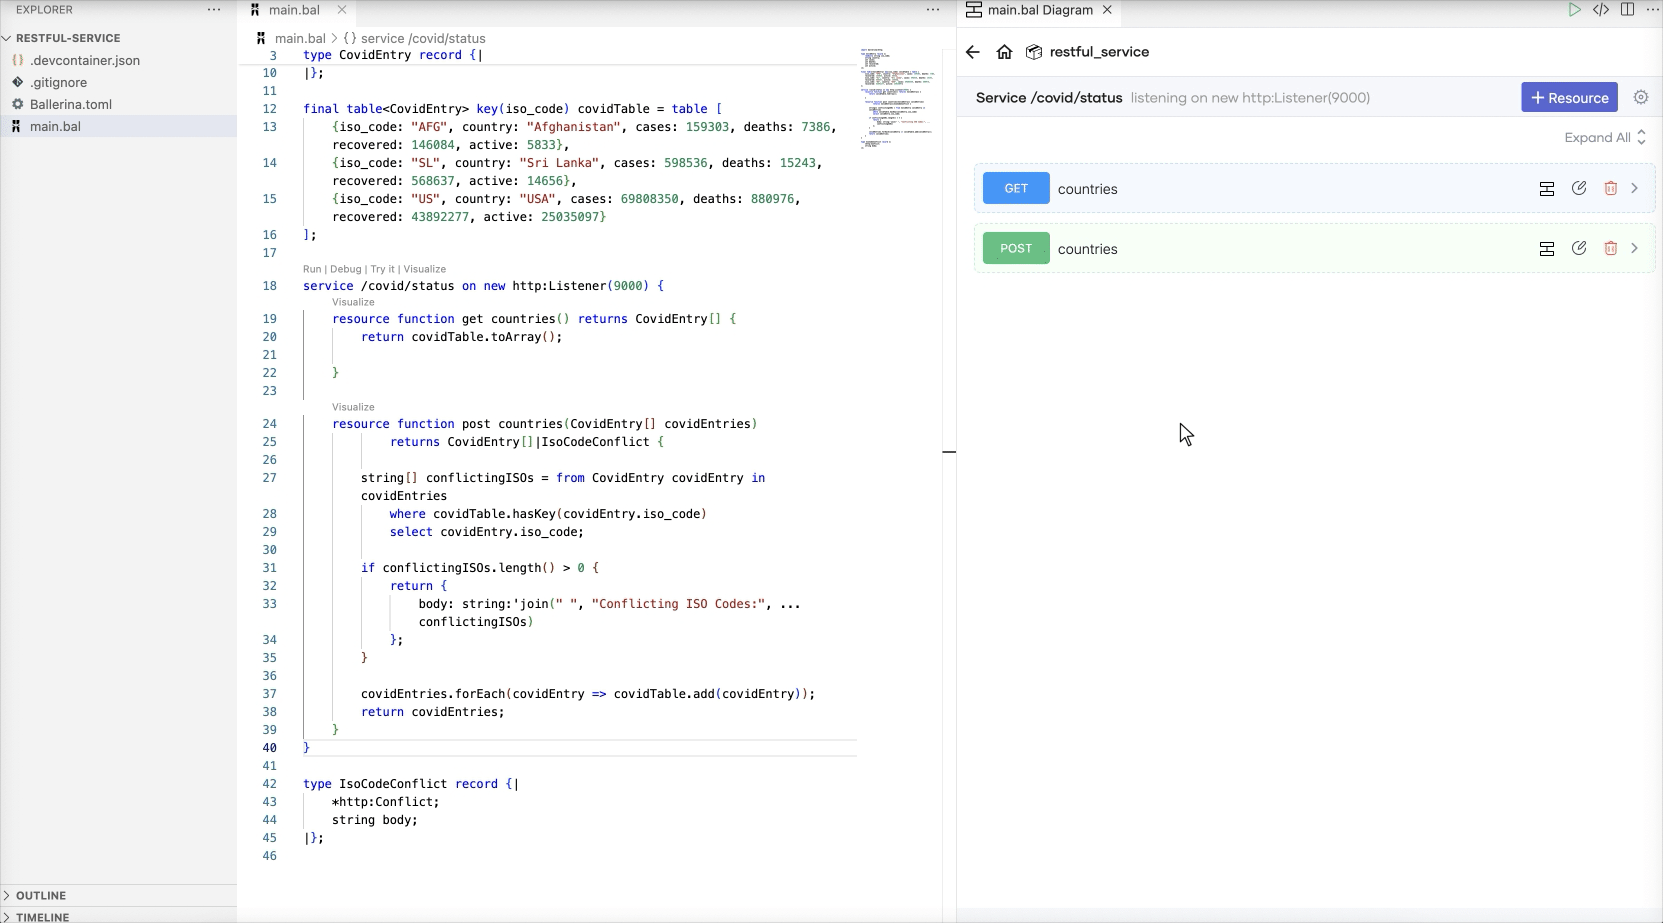 EXPLORER
RESTFUL-SERVICE
.devcontainer.json
.gitignore
Ballerina.toml
main.bal
OUTLINE
TIMELINE
main.bal
main.bal > {} service /covid/status
3 type CovidEntry record {|
10 |};
11
12 final table<CovidEntry> key(iso_code) covidTable = table [
13 {iso_code: "AFG", country: "Afghanistan", cases: 159303, deaths: 7386,
recovered: 146084, active: 5833},
14 {iso_code: "SL", country: "Sri Lanka", cases: 598536, deaths: 15243,
recovered: 568637, active: 14656},
15 {iso_code: "US", country: "USA", cases: 69808350, deaths: 880976,
recovered: 43892277, active: 25035097}
16 ];
17
Run | Debug | Try it | Visualize
18 service /covid/status on new http:Listener(9000) {
Visualize
19 resource function get countries() returns CovidEntry[] {
20 return covidTable.toArray();
21
22 }
23
Visualize
24 resource function post countries(CovidEntry[] covidEntries)
25 returns CovidEntry[]|IsoCodeConflict {
26
27 string[] conflictingISOs = from CovidEntry covidEntry in
covidEntries
28 where covidTable.hasKey(covidEntry.iso_code)
29 select covidEntry.iso_code;
30
31 if conflictingISOs.length() > 0 {
32 return {
33 body: string:'join(" ", "Conflicting ISO Codes:", ...
conflictingISOs)
34 };
35 }
36
37 covidEntries.forEach(covidEntry => covidTable.add(covidEntry));
38 return covidEntries;
39 }
40 }
41
42 type IsoCodeConflict record {|
43 *http:Conflict;
44 string body;
45 |};
46
main.bal Diagram
restful_service
Service /covid/status listening on new http:Listener(9000)
+ Resource
Expand All
GET countries
POST countries